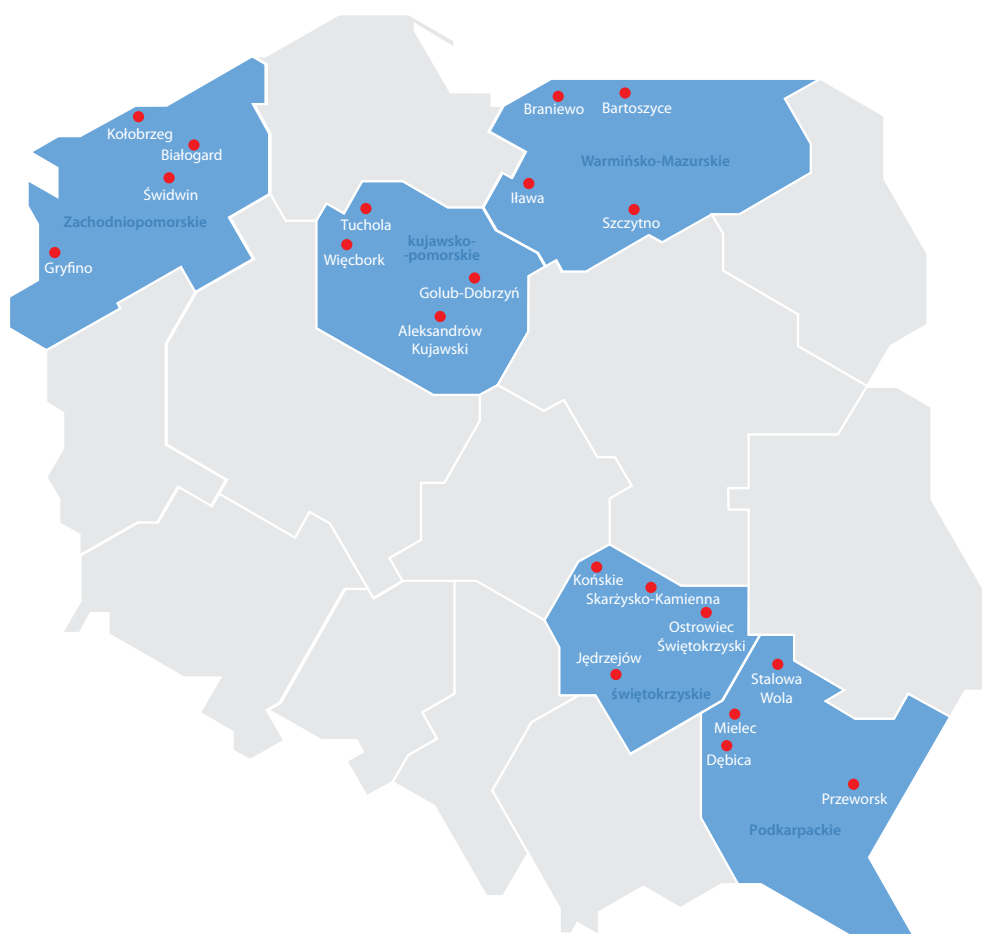 Kołobrzeg
Białogard
Świdwin
Zachodniopomorskie
Gryfino
Tuchola
Więcbork
kujawsko-
-pomorskie
Golub-Dobrzyń
Aleksandrów
Kujawski
Braniewo
Bartoszyce
Warmińsko-Mazurskie
Iława
Szczytno
Końskie
Skarżysko-Kamienna
Ostrowiec
Świętokrzyski
Jędrzejów
świętokrzyskie
Stalowa
Wola
Mielec
Dębica
Przeworsk
Podkarpackie